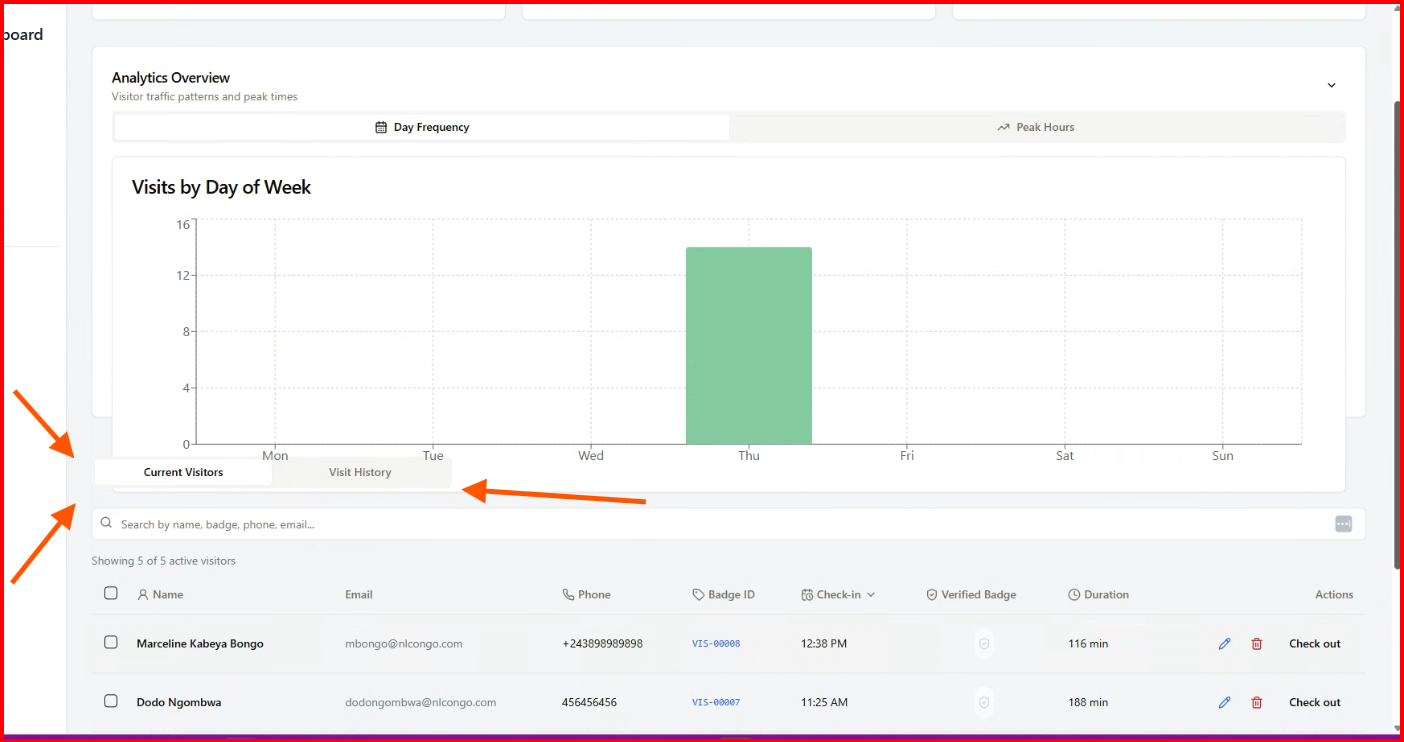 board
Analytics Overview
Visitor traffic patterns and peak times
Day Frequency
Peak Hours
Visits by Day of Week
16
12
8
4
0
Mon Tue Wed Thu Fri Sat Sun
Current Visitors
Visit History
Search by name, badge, phone, email...
Showing 5 of 5 active visitors
Name Email Phone Badge ID Check-in Verified Badge Duration Actions
Marceline Kabeya Bongo mbongo@nlcongo.com +243898989898 VIS-00008 12:38 PM 116 min Check out
Dodo Ngombwa dodongombwa@nlcongo.com 456456456 VIS-00007 11:25 AM 188 min Check out